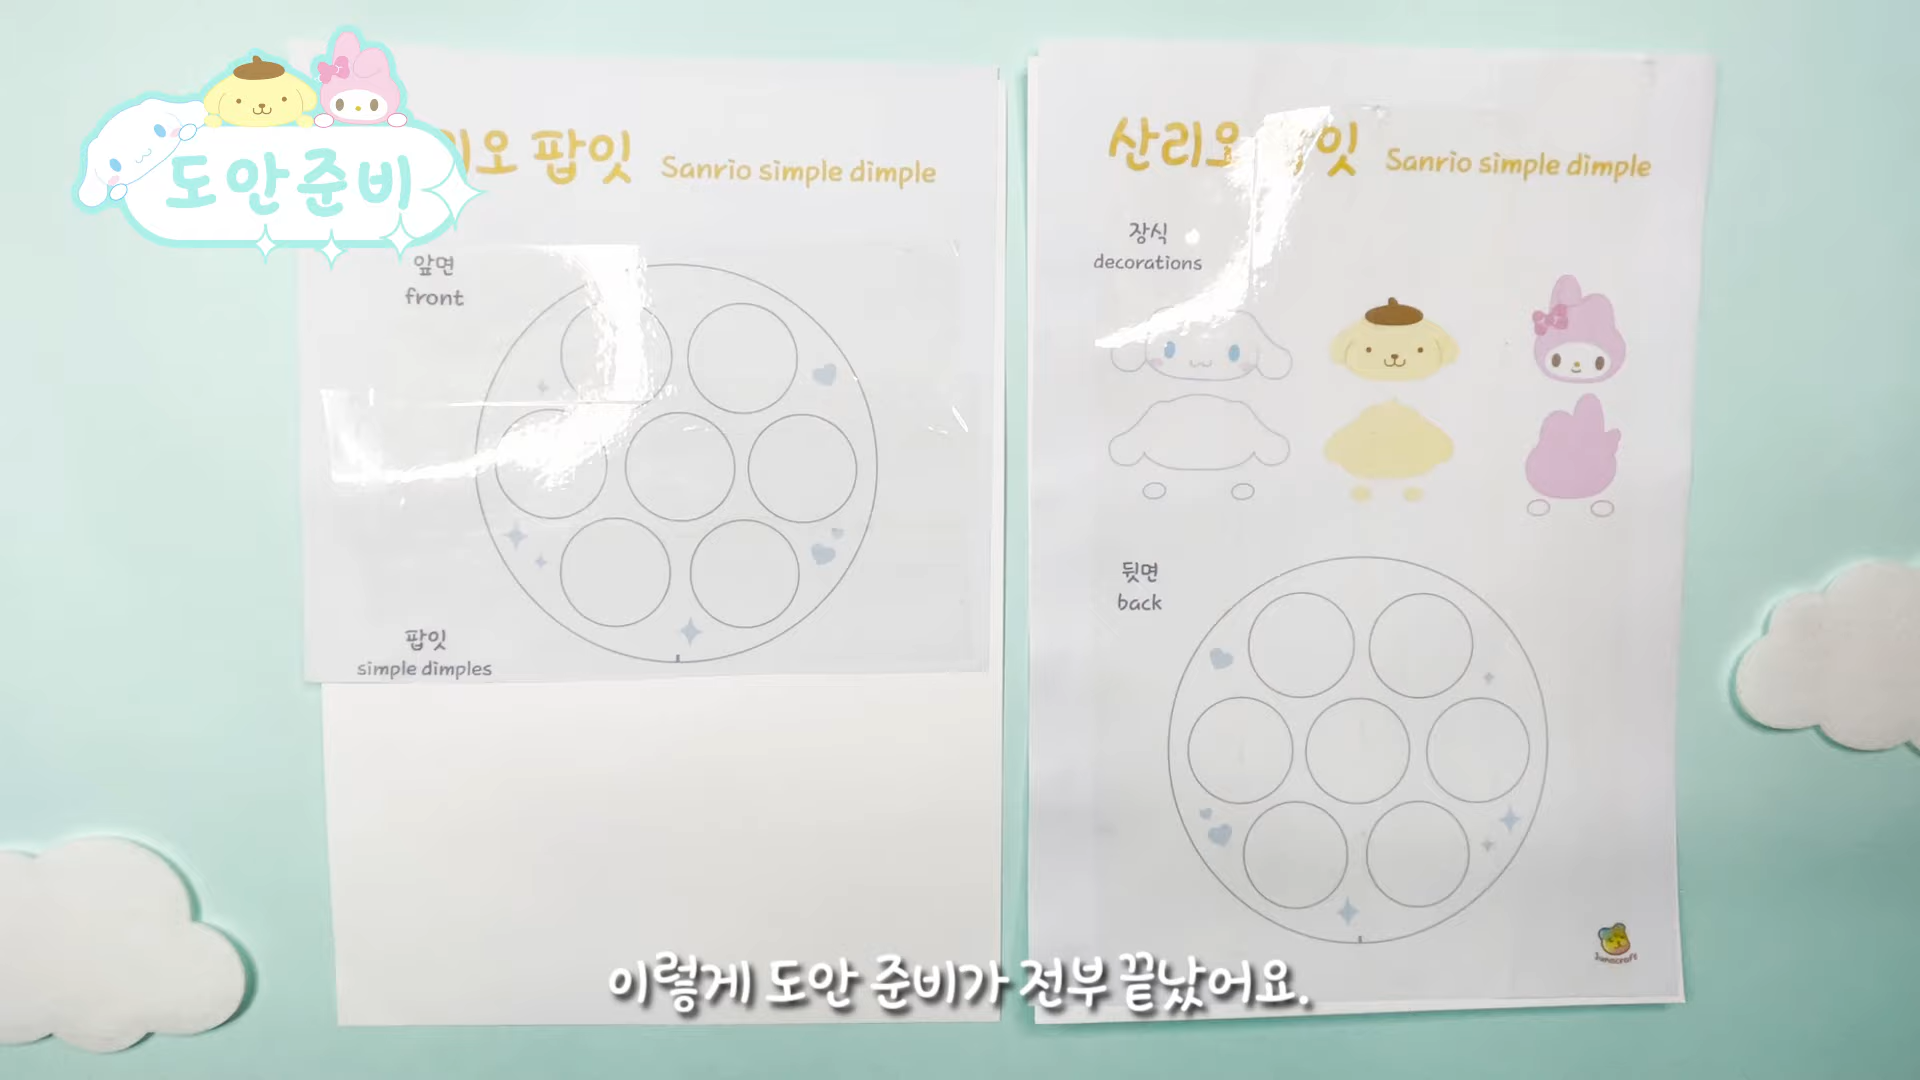 도안준비
리오 팝잇 Sanrio simple dimple
앞면
front
팝잇
simple dimples
산리오 팝잇 Sanrio simple dimple
장식
decorations
뒷면
back
이렇게 도안 준비가 전부 끝났어요.